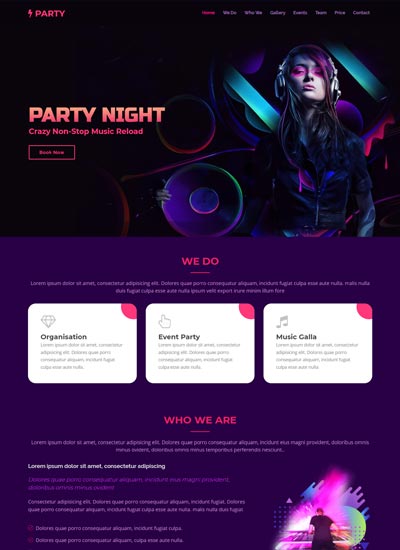 PARTY
Home We Do Who We Gallery Events Team Price Contact
PARTY NIGHT
Crazy Non-Stop Music Reload
Book Now
WE DO
Lorem ipsum dolor sit amet, consectetur adipiscing elit. Dolores quae porro consequatur aliquam, incidunt fugiat culpa esse aute nulla. malis nulla
duis fugiat culpa esse aute nulla ipsum velit export irure minim illum fore
Organisation
Lorem ipsum dolor sit amet, consectetur
adipiscing elit. Dolores quae porro
consequatur aliquam, incidunt fugiat
culpa esse aute nulla.
Event Party
Lorem ipsum dolor sit amet, consectetur
adipiscing elit. Dolores quae porro
consequatur aliquam, incidunt fugiat
culpa esse aute nulla.
Music Galla
Lorem ipsum dolor sit amet, consectetur
adipiscing elit. Dolores quae porro
consequatur aliquam, incidunt fugiat
culpa esse aute nulla
WHO WE ARE
Lorem ipsum dolor sit amet, consectetur adipiscing elit. Dolores quae porro consequatur aliquam, incidunt eius magni provident, doloribus omnis
minus ovident, doloribus omnis minus temporibus perferendis nesciunt..
Lorem ipsum dolor sit amet, consectetur adipiscing
Dolores quae porro consequatur aliquam, incidunt eius magni provident,
doloribus omnis minus ovident
Consectetur adipiscing elit. Dolores quae porro consequatur aliquam, incidunt fugiat
quae porro consequatur aliquam, incidunt fugiat culpa esse aute nulla. malis nulla duis fugiat
Dolores quae porro consequatur aliquam, incidunt fugiat culpa.
Dolores quae porro consequatur aliquam, incidunt fugiat culpa esse aute nulla.